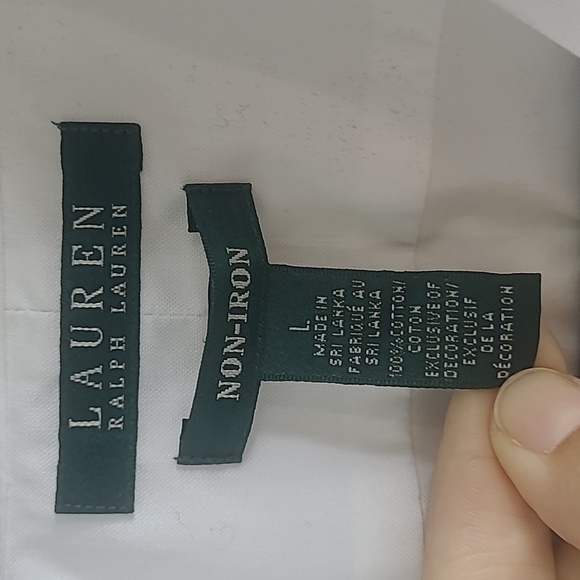 LAUREN
RALPH LAUREN
NON-IRON
L
MADE IN
SRI LANKA
FABRIQUÉ AU
SRI LANKA
100% COTTON/
COTON
EXCLUSIVE OF
DECORATION/
EXCLUSIF
DE LA
DÉCORATION